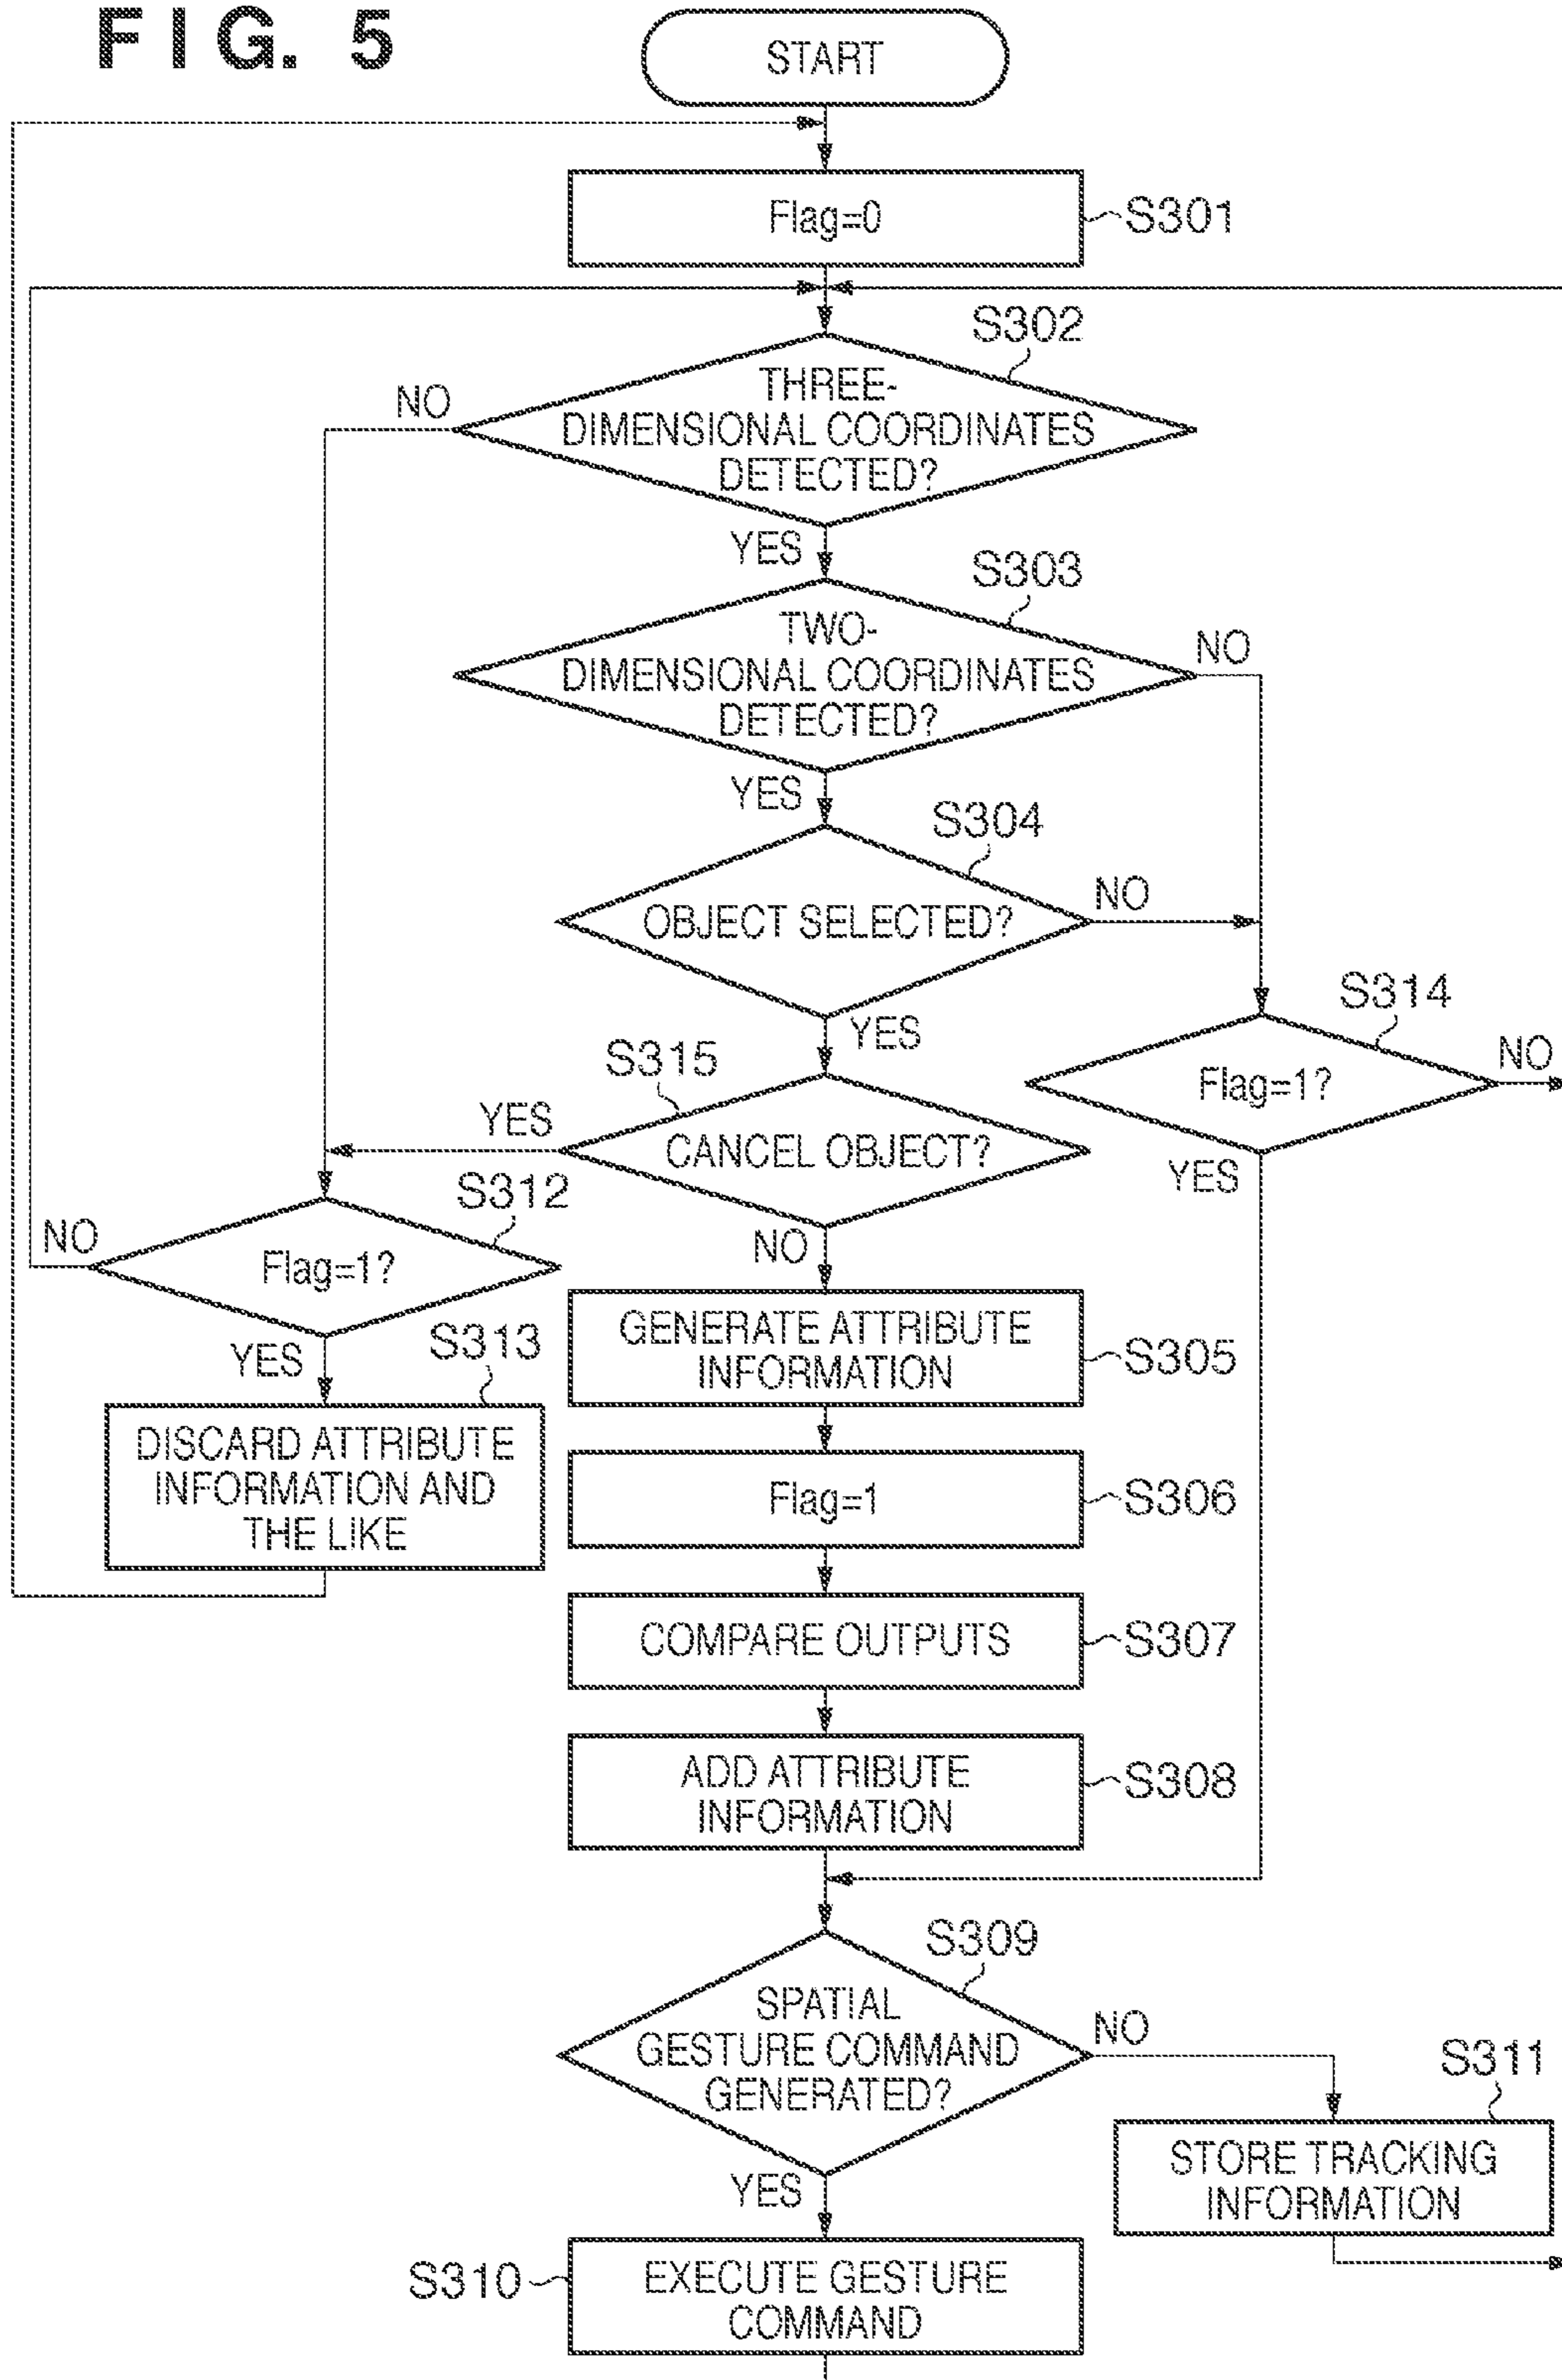 FIG. 5
START
Flag=0
S301
S302
THREE-
DIMENSIONAL COORDINATES
DETECTED?
NO
YES
S303
TWO-
DIMENSIONAL COORDINATES
DETECTED?
NO
YES
S304
OBJECT SELECTED?
NO
YES
S314
Flag=1?
NO
YES
S315
CANCEL OBJECT?
YES
NO
S312
Flag=1?
NO
YES
S313
DISCARD ATTRIBUTE
INFORMATION AND
THE LIKE
GENERATE ATTRIBUTE
INFORMATION
S305
Flag=1
S306
COMPARE OUTPUTS
S307
ADD ATTRIBUTE
INFORMATION
S308
S309
SPATIAL
GESTURE COMMAND
GENERATED?
NO
YES
S311
STORE TRACKING
INFORMATION
S310
EXECUTE GESTURE
COMMAND